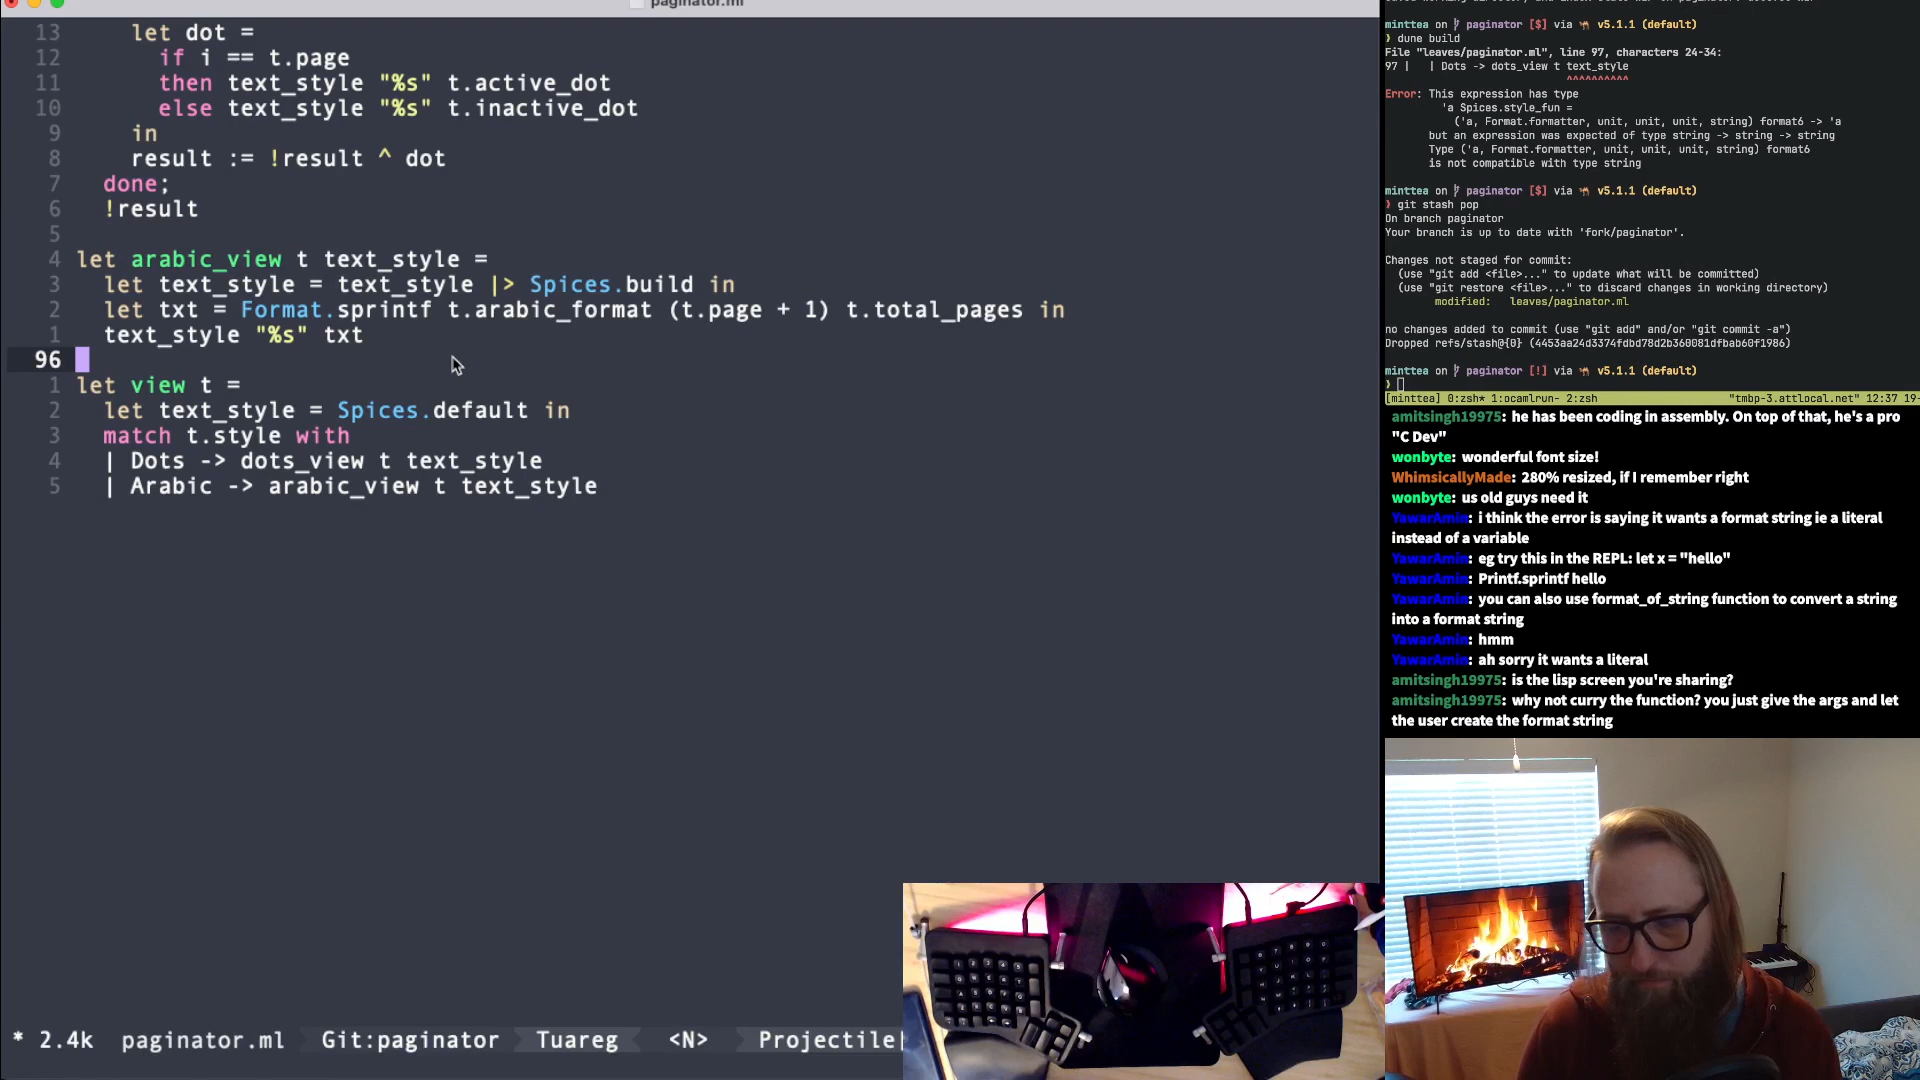 paginator.ml
13 let dot =
12 if i == t.page
11 then text_style "%s" t.active_dot
10 else text_style "%s" t.inactive_dot
9 in
8 result := !result ^ dot
7 done;
6 !result
5
4 let arabic_view t text_style =
3 let text_style = text_style |> Spices.build in
2 let txt = Format.sprintf t.arabic_format (t.page + 1) t.total_pages in
1 text_style "%s" txt
96
1 let view t =
2 let text_style = Spices.default in
3 match t.style with
4 | Dots -> dots_view t text_style
5 | Arabic -> arabic_view t text_style
* 2.4k paginator.ml Git:paginator Tuareg <N> Projectile
minttea on paginator [$] via v5.1.1 (default)
❯ dune build
File "leaves/paginator.ml", line 97, characters 24-34:
97 | | Dots -> dots_view t text_style
^^^^^^^^^^
Error: This expression has type
'a Spices.style_fun =
('a, Format.formatter, unit, unit, unit, string) format6 -> 'a
but an expression was expected of type string -> string -> string
Type ('a, Format.formatter, unit, unit, unit, string) format6
is not compatible with type string
minttea on paginator [$] via v5.1.1 (default)
❯ git stash pop
On branch paginator
Your branch is up to date with 'fork/paginator'.
Changes not staged for commit:
(use "git add <file>..." to update what will be committed)
(use "git restore <file>..." to discard changes in working directory)
modified: leaves/paginator.ml
no changes added to commit (use "git add" and/or "git commit -a")
Dropped refs/stash@{0} (4453aa24d3374fdbd78d2b360081dfbab60f1986)
minttea on paginator [!] via v5.1.1 (default)
❯
[minttea] 0:zsh* 1:ocamlrun- 2:zsh "tmbp-3.attlocal.net" 12:37 19-
amitsingh19975: he has been coding in assembly. On top of that, he's a pro
"C Dev"
wonbyte: wonderful font size!
WhimsicallyMade: 280% resized, if I remember right
wonbyte: us old guys need it
YawarAmin: i think the error is saying it wants a format string ie a literal
instead of a variable
YawarAmin: eg try this in the REPL: let x = "hello"
YawarAmin: Printf.sprintf hello
YawarAmin: you can also use format_of_string function to convert a string
into a format string
YawarAmin: hmm
YawarAmin: ah sorry it wants a literal
amitsingh19975: is the lisp screen you're sharing?
amitsingh19975: why not curry the function? you just give the args and let
the user create the format string